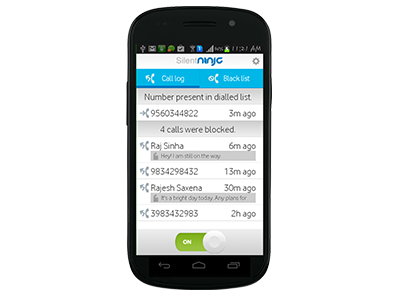 Silentninja
Call log
Black list
Number present in dialled list.
9560344822 3m ago
4 calls were blocked.
Raj Sinha 6m ago
Hey! I am still on the way.
9834298432 13m ago
Rajesh Saxena 30m ago
It's a bright day today. Any plans for
3983432983 2h ago
ON